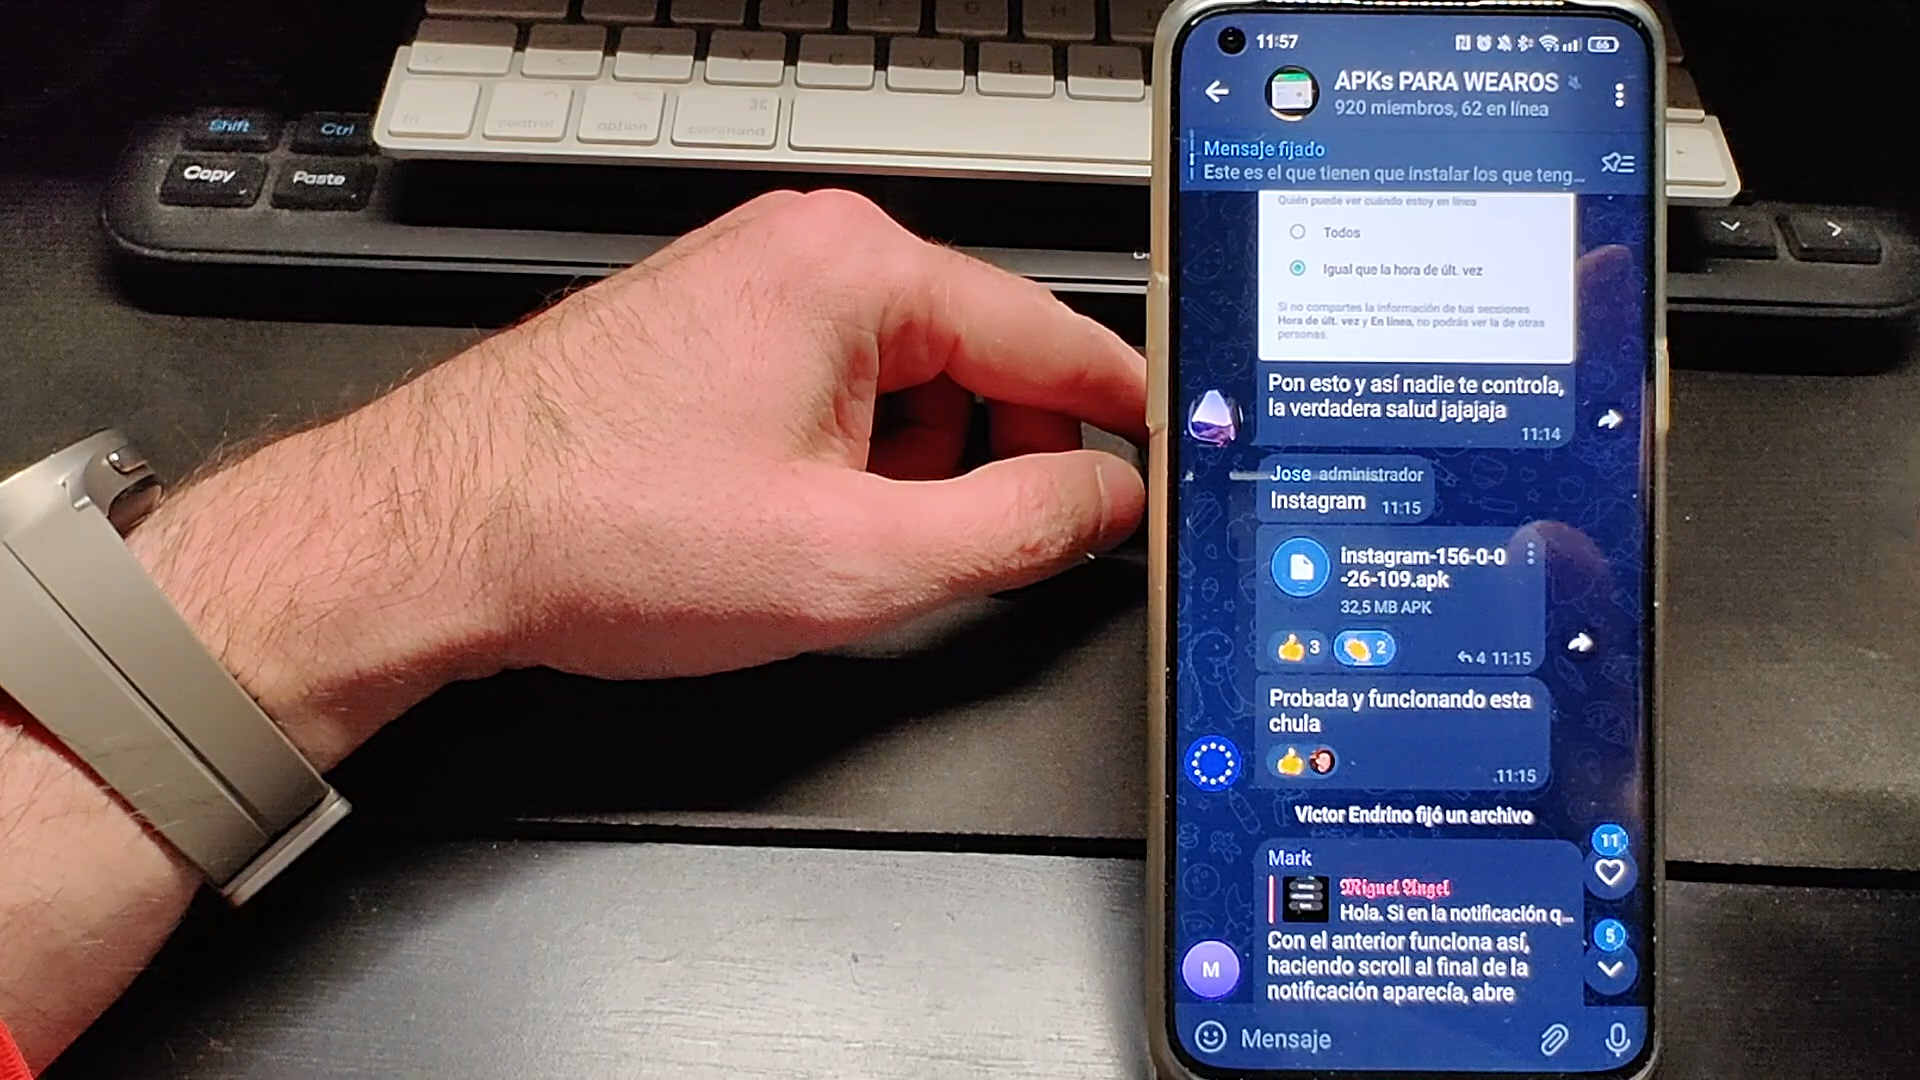 Z
X
C
V
B
N
G
H
fn
control
option
command
Shift
Ctrl
Copy
Paste
11:57
66
APKs PARA WEAROS
920 miembros, 62 en línea
Mensaje fijado
Este es el que tienen que instalar los que teng...
Quién puede ver cuándo estoy en línea
Todos
Igual que la hora de últ. vez
Si no compartes la información de tus secciones
Hora de últ. vez y En línea, no podrás ver la de otras
personas.
Pon esto y así nadie te controla,
la verdadera salud jajajaja
11:14
Jose administrador
Instagram 11:15
instagram-156-0-0
-26-109.apk
32,5 MB APK
3 2
4 11:15
Probada y funcionando esta
chula
11:15
Victor Endrino fijó un archivo
11
Mark
Miguel Angel
Hola. Si en la notificación q...
5
Con el anterior funciona así,
haciendo scroll al final de la
notificación aparecía, abre
M
Mensaje